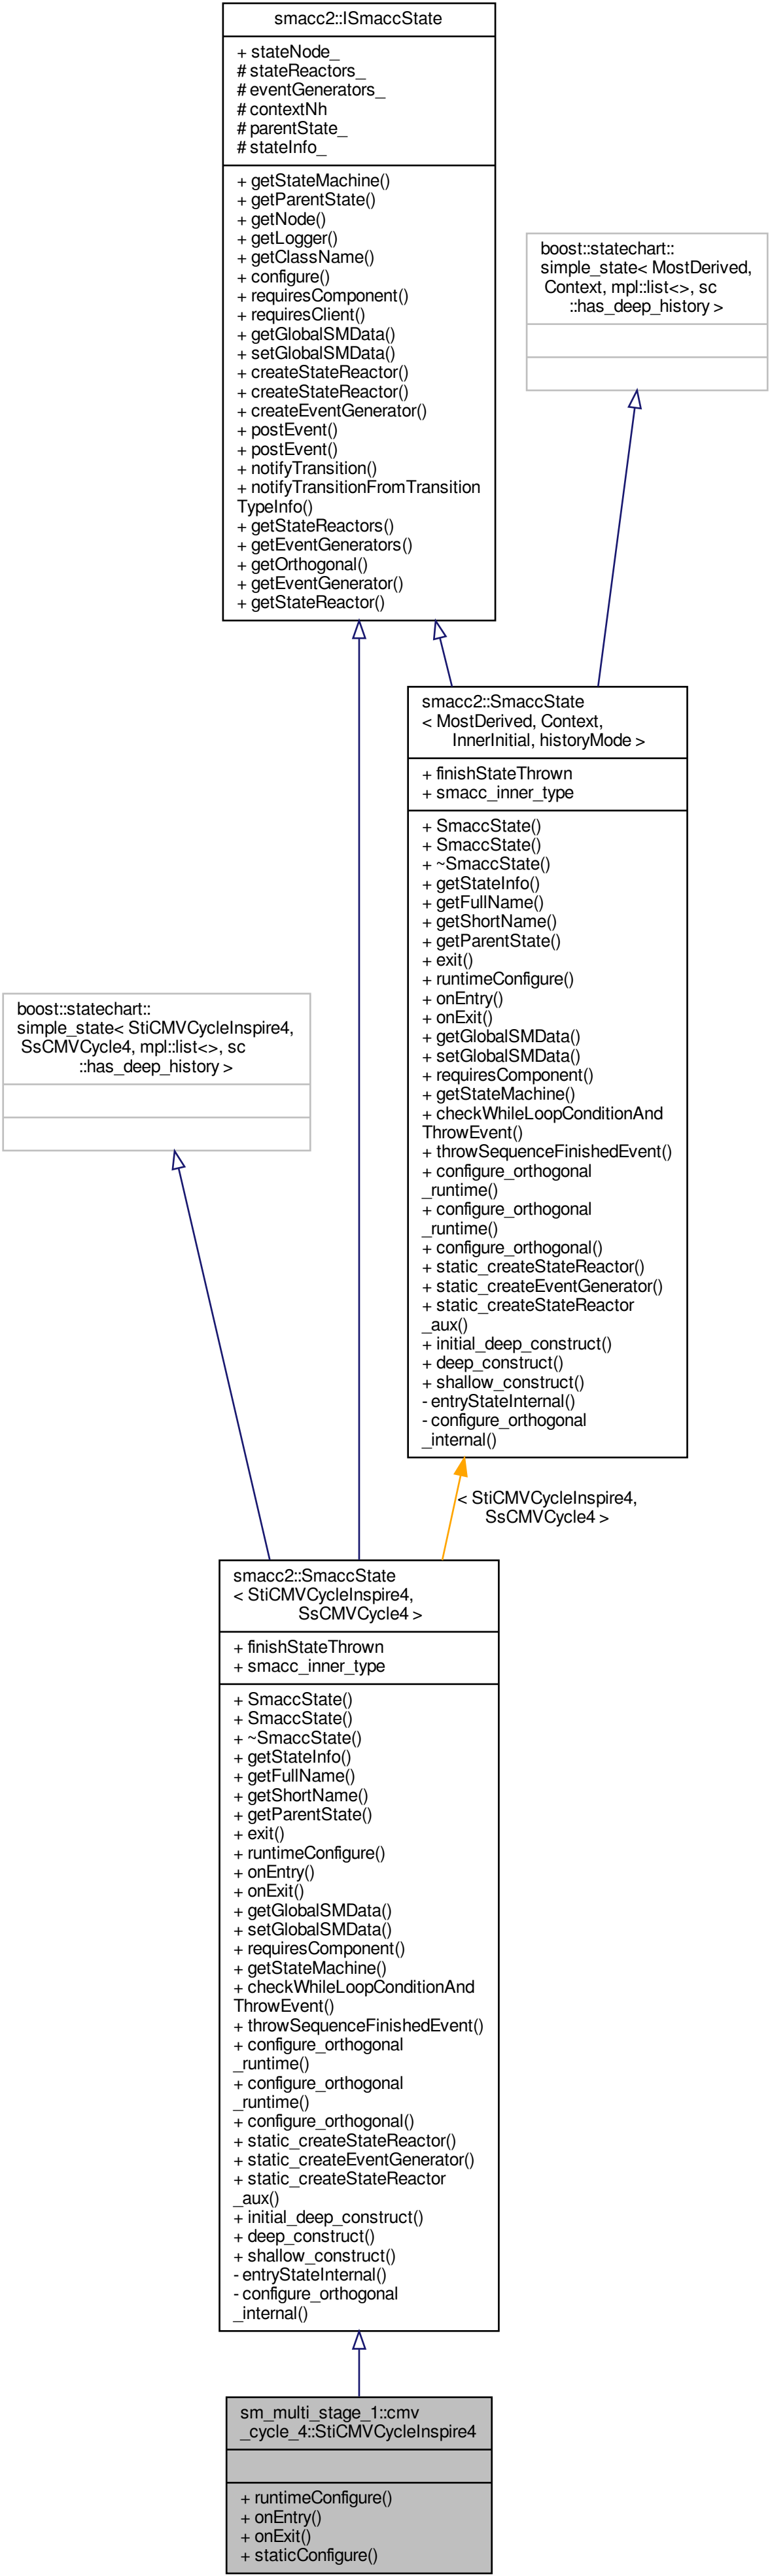 smacc2::ISmaccState
+ stateNode_
# stateReactors_
# eventGenerators_
# contextNh
# parentState_
# stateInfo_
+ getStateMachine()
+ getParentState()
+ getNode()
+ getLogger()
+ getClassName()
+ configure()
+ requiresComponent()
+ requiresClient()
+ getGlobalSMData()
+ setGlobalSMData()
+ createStateReactor()
+ createStateReactor()
+ createEventGenerator()
+ postEvent()
+ postEvent()
+ notifyTransition()
+ notifyTransitionFromTransition
TypeInfo()
+ getStateReactors()
+ getEventGenerators()
+ getOrthogonal()
+ getEventGenerator()
+ getStateReactor()
boost::statechart::
simple_state< MostDerived,
Context, mpl::list<>, sc
::has_deep_history >
smacc2::SmaccState
< MostDerived, Context,
InnerInitial, historyMode >
+ finishStateThrown
+ smacc_inner_type
+ SmaccState()
+ SmaccState()
+ ~SmaccState()
+ getStateInfo()
+ getFullName()
+ getShortName()
+ getParentState()
+ exit()
+ runtimeConfigure()
+ onEntry()
+ onExit()
+ getGlobalSMData()
+ setGlobalSMData()
+ requiresComponent()
+ getStateMachine()
+ checkWhileLoopConditionAnd
ThrowEvent()
+ throwSequenceFinishedEvent()
+ configure_orthogonal
_runtime()
+ configure_orthogonal
_runtime()
+ configure_orthogonal()
+ static_createStateReactor()
+ static_createEventGenerator()
+ static_createStateReactor
_aux()
+ initial_deep_construct()
+ deep_construct()
+ shallow_construct()
- entryStateInternal()
- configure_orthogonal
_internal()
boost::statechart::
simple_state< StiCMVCycleInspire4,
SsCMVCycle4, mpl::list<>, sc
::has_deep_history >
< StiCMVCycleInspire4,
SsCMVCycle4 >
smacc2::SmaccState
< StiCMVCycleInspire4,
SsCMVCycle4 >
+ finishStateThrown
+ smacc_inner_type
+ SmaccState()
+ SmaccState()
+ ~SmaccState()
+ getStateInfo()
+ getFullName()
+ getShortName()
+ getParentState()
+ exit()
+ runtimeConfigure()
+ onEntry()
+ onExit()
+ getGlobalSMData()
+ setGlobalSMData()
+ requiresComponent()
+ getStateMachine()
+ checkWhileLoopConditionAnd
ThrowEvent()
+ throwSequenceFinishedEvent()
+ configure_orthogonal
_runtime()
+ configure_orthogonal
_runtime()
+ configure_orthogonal()
+ static_createStateReactor()
+ static_createEventGenerator()
+ static_createStateReactor
_aux()
+ initial_deep_construct()
+ deep_construct()
+ shallow_construct()
- entryStateInternal()
- configure_orthogonal
_internal()
sm_multi_stage_1::cmv
_cycle_4::StiCMVCycleInspire4
+ runtimeConfigure()
+ onEntry()
+ onExit()
+ staticConfigure()